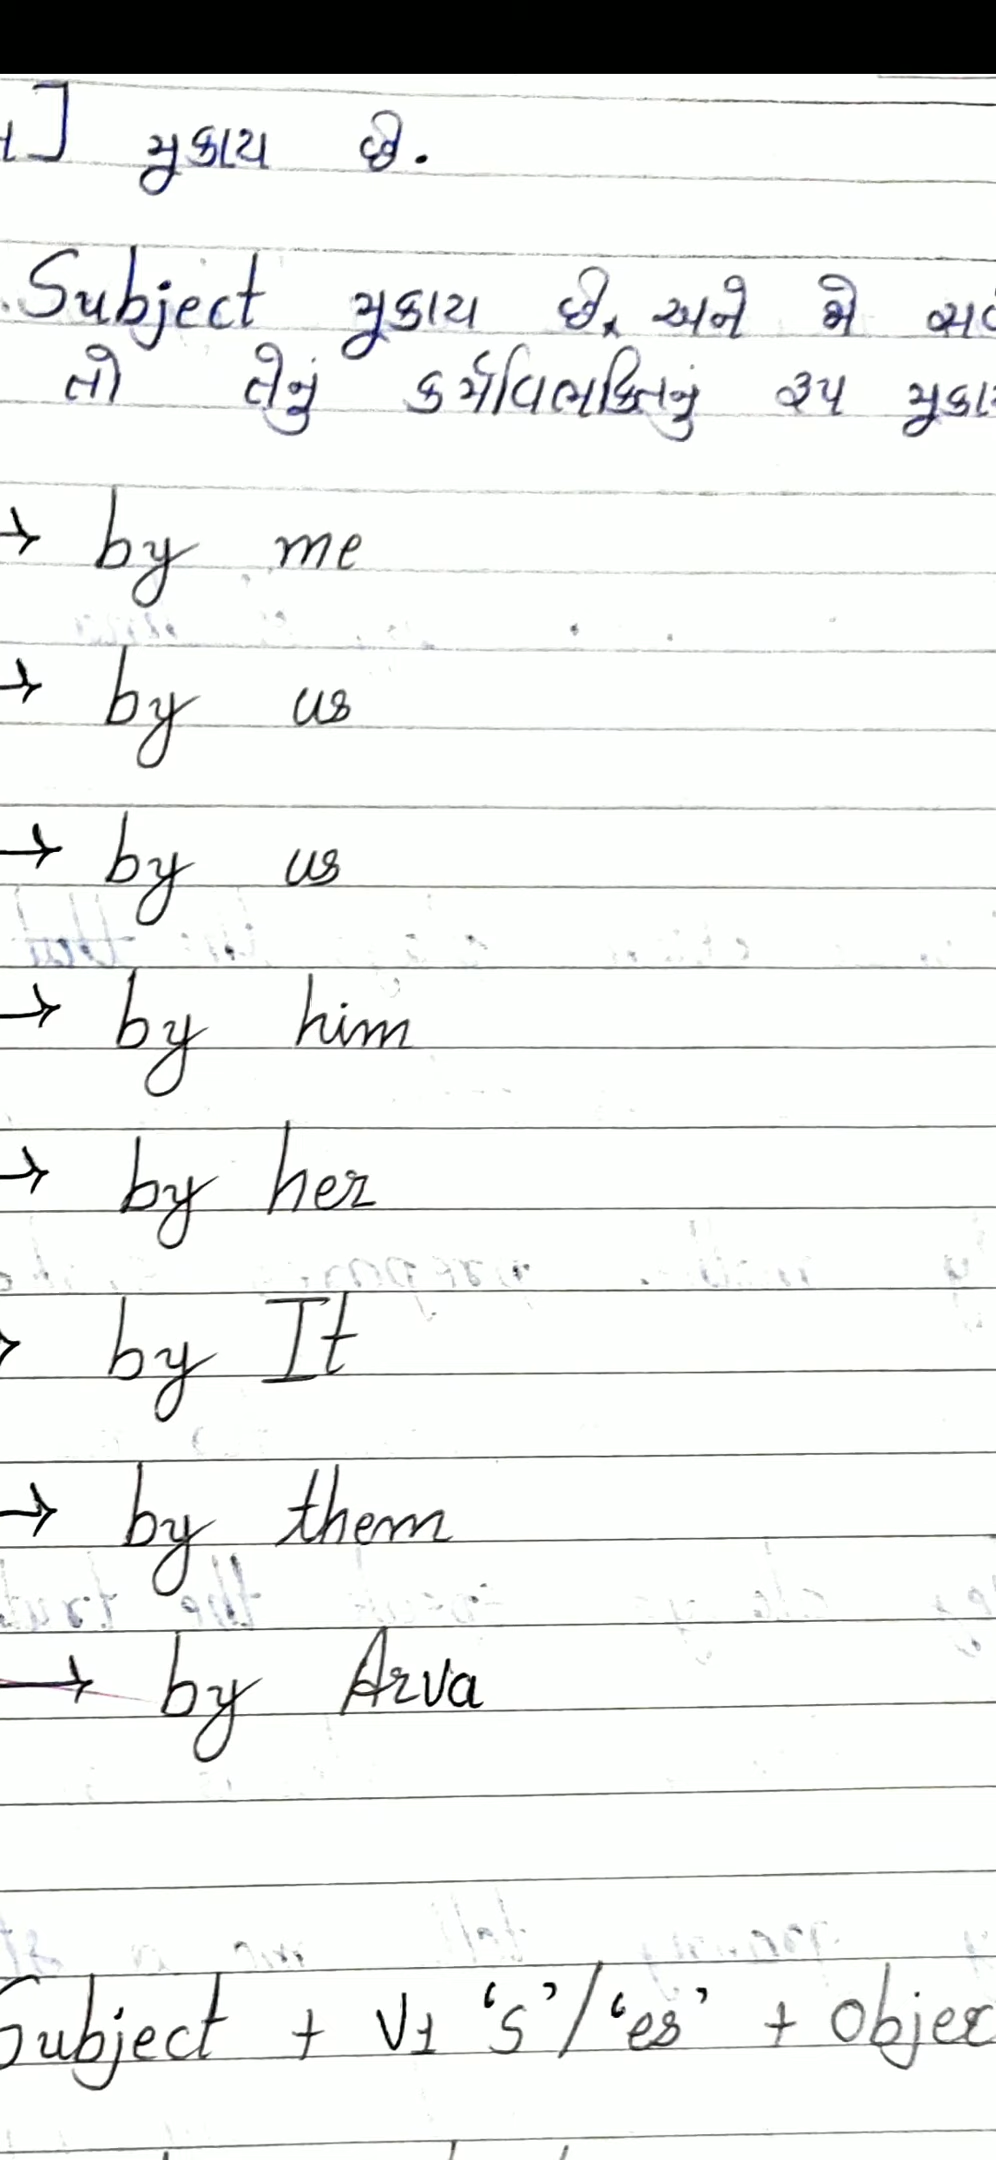 ] મુકાય છે.
Subject મુકાય છે. અને જો
તો તેનું કર્મવિભક્તિનું રૂપ
→ by me
→ by us
→ by us
→ by him
→ by her
→ by It
→ by them
→ by Arva
Subject + V1 's'/'es' + Objec